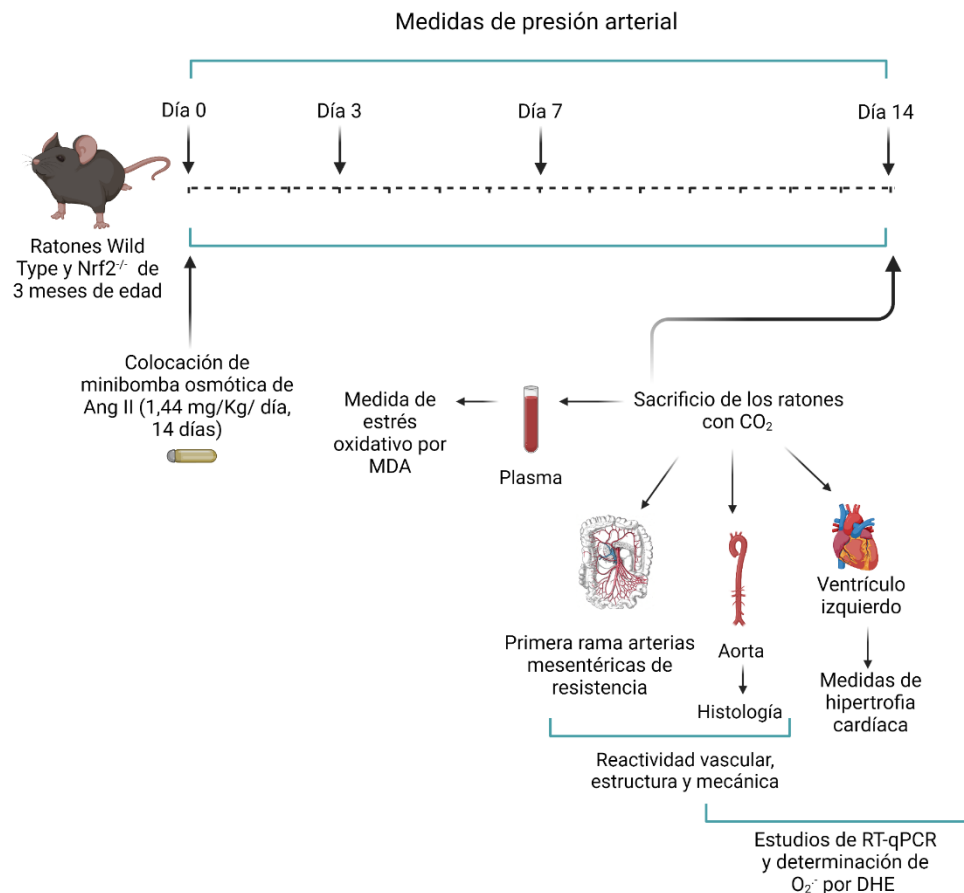 Medidas de presión arterial
Día 0
Día 3
Día 7
Día 14
Ratones Wild
Type y Nrf2⁻/⁻ de
3 meses de edad
Colocación de
minibomba osmótica de
Ang II (1,44 mg/Kg/ día,
14 días)
Medida de
estrés
oxidativo por
MDA
Plasma
Sacrificio de los ratones
con CO₂
Primera rama arterias
mesentéricas de
resistencia
Aorta
Histología
Ventrículo
izquierdo
Medidas de
hipertrofia
cardíaca
Reactividad vascular,
estructura y mecánica
Estudios de RT-qPCR
y determinación de
O₂·⁻ por DHE